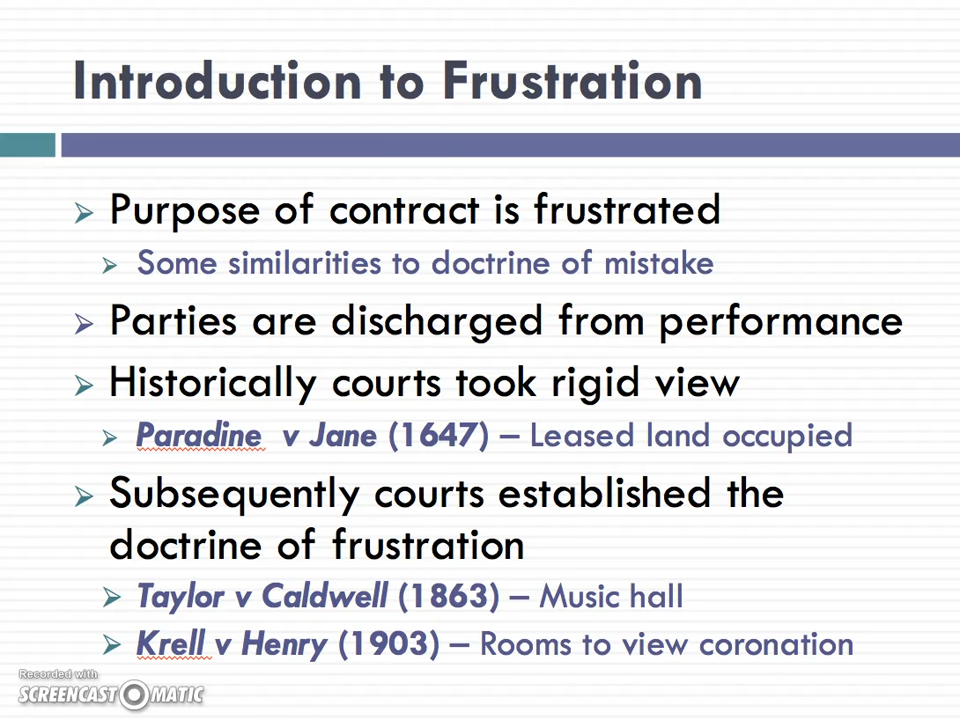 Introduction to Frustration
Purpose of contract is frustrated
Some similarities to doctrine of mistake
Parties are discharged from performance
Historically courts took rigid view
Paradine v Jane (1647) – Leased land occupied
Subsequently courts established the
doctrine of frustration
Taylor v Caldwell (1863) – Music hall
Krell v Henry (1903) – Rooms to view coronation
Recorded with
SCREENCAST-O-MATIC